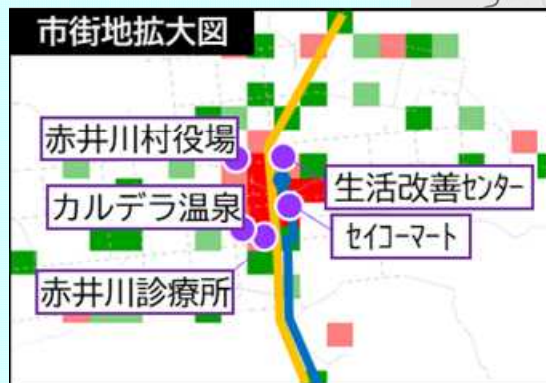 市街地拡大図
赤井川村役場
カルデラ温泉
赤井川診療所
生活改善ｾﾝﾀｰ
ｾｲｺｰﾏｰﾄ